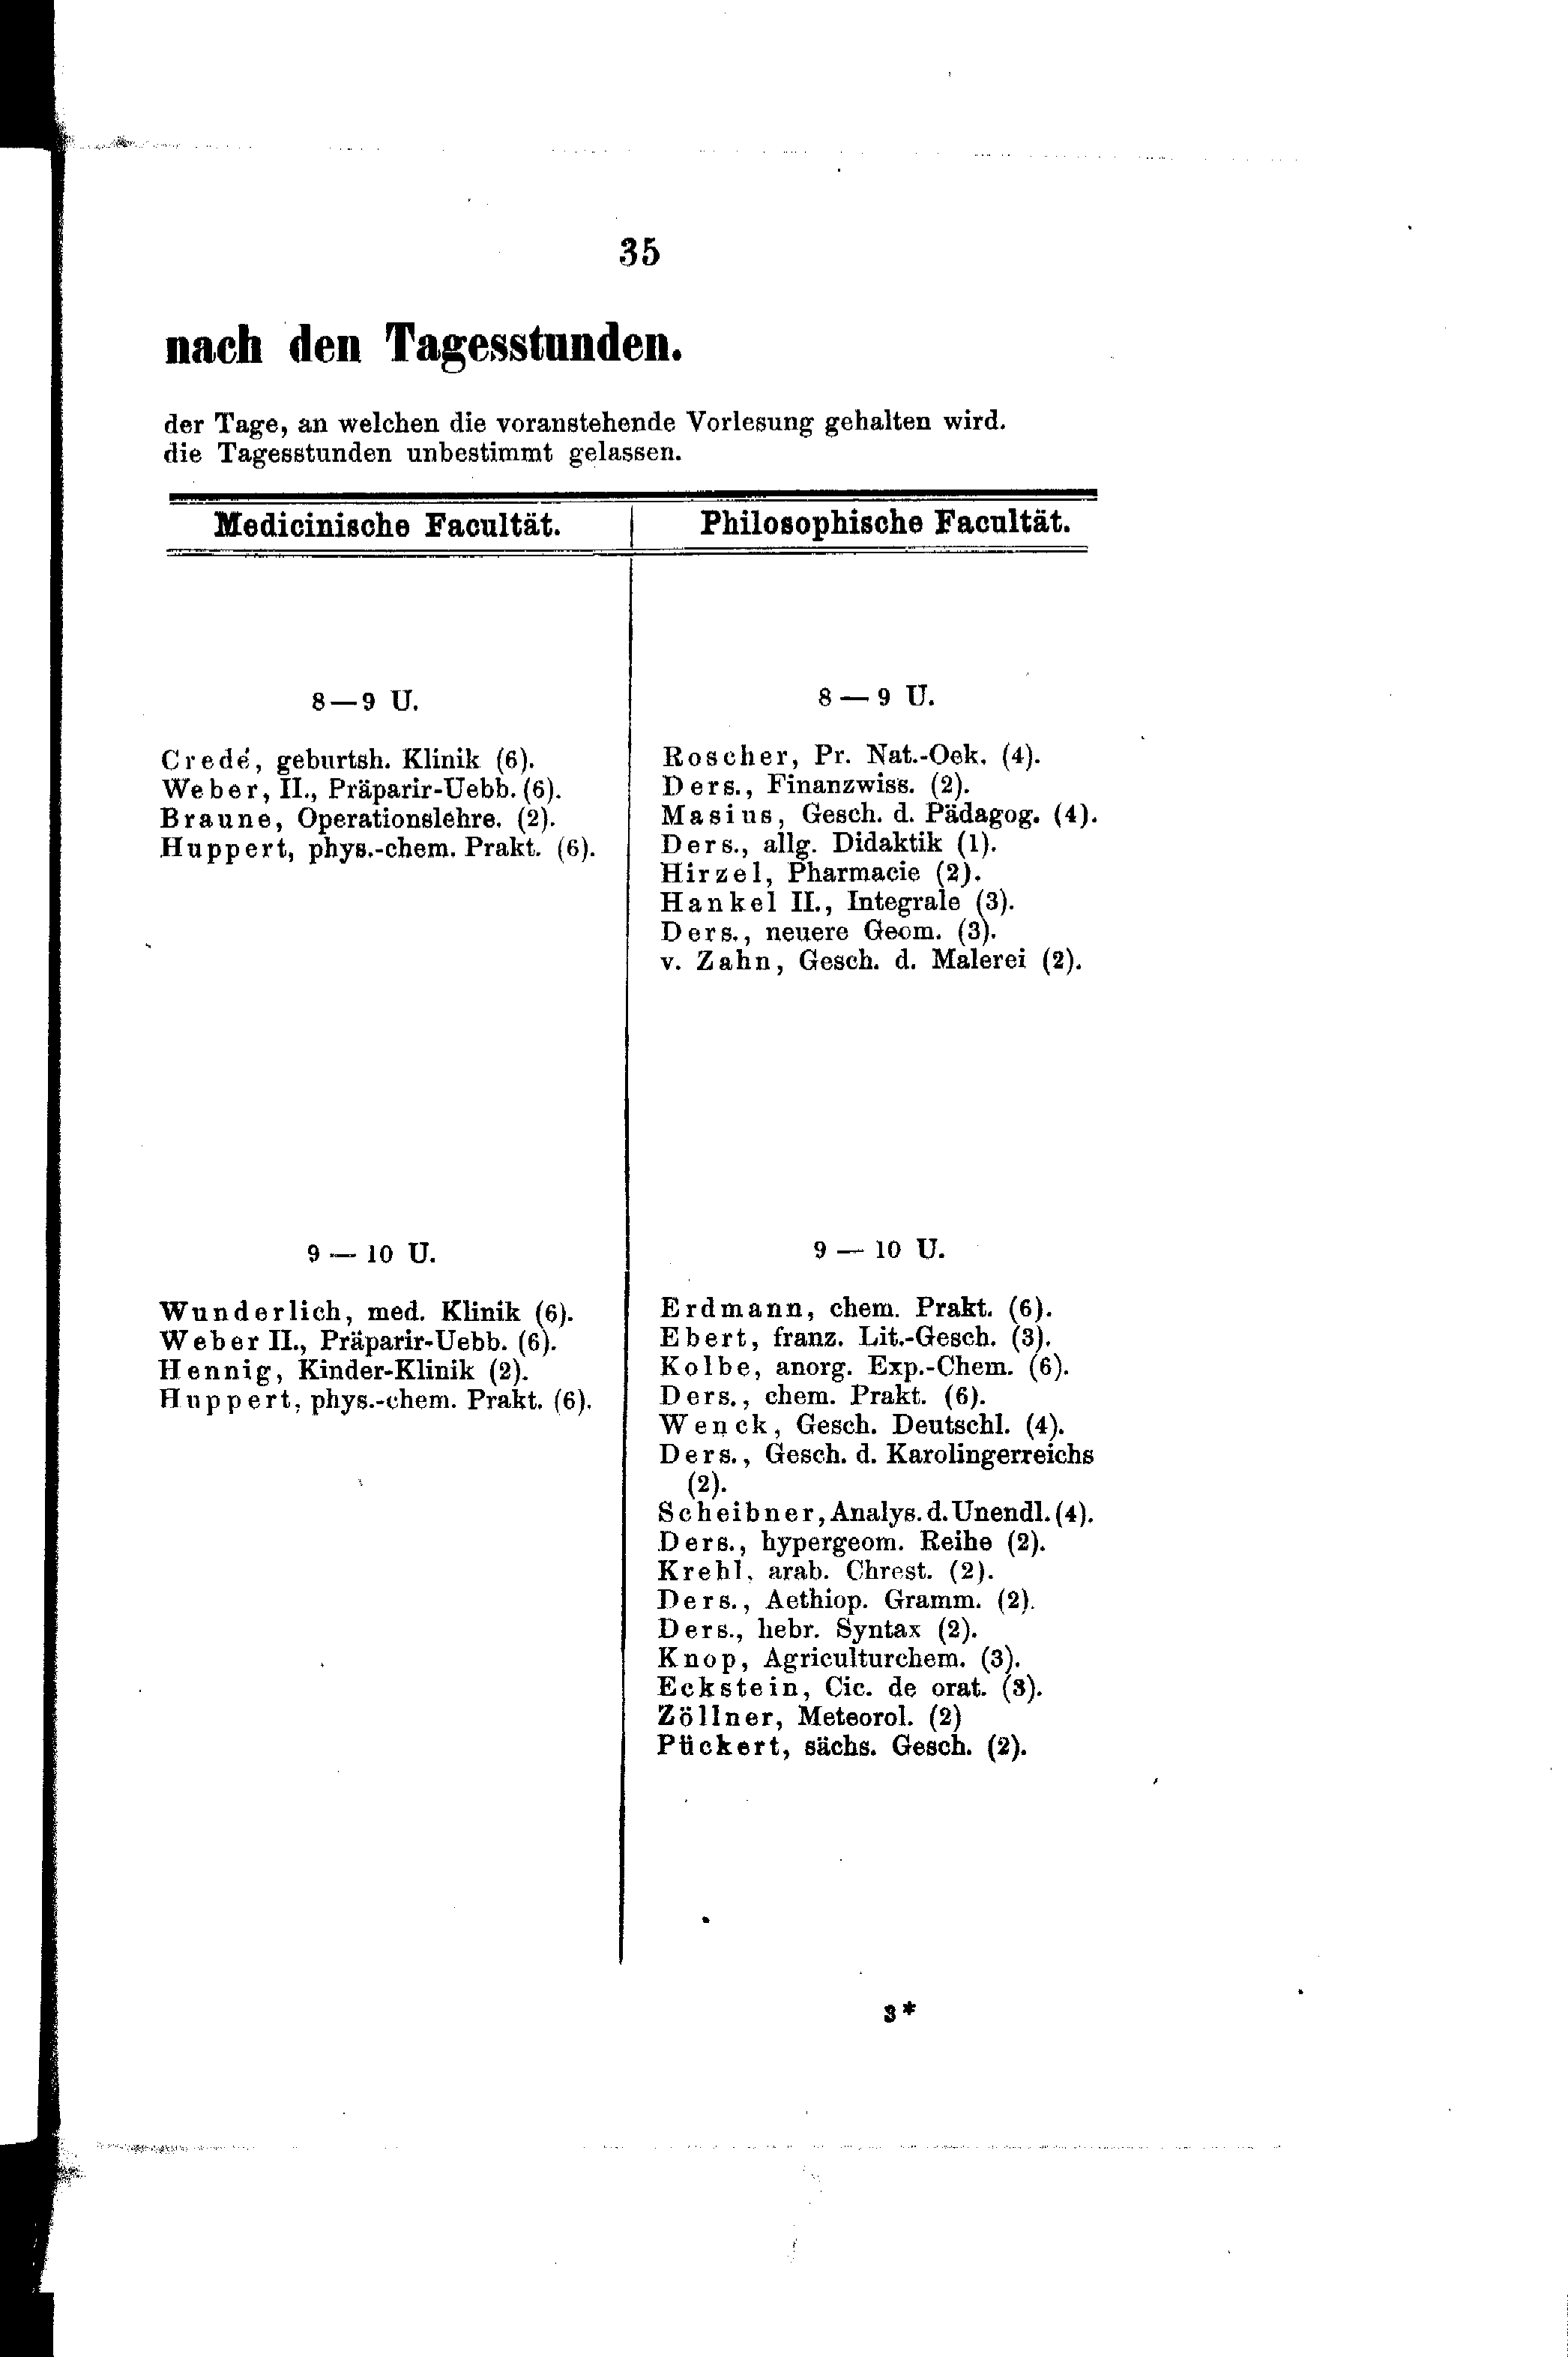 35
nach den Tagesstunden.
der Tage, an welchen die voranstehende Vorlesung gehalten wird.
die Tagesstunden unbestimmt gelassen.
Medicinische Facultät.
8—9 U.
Credé, geburtsh. Klinik (6).
Weber, II., Präparir-Uebb. (6).
Braune, Operationslehre. (2).
Huppert, phys.-chem. Prakt. (6).
9 — 10 U.
Wunderlich, med. Klinik (6).
Weber II., Präparir-Uebb. (6).
Hennig, Kinder-Klinik (2).
Huppert, phys.-chem. Prakt. (6).
Philosophische Facultät.
8 — 9 U.
Roscher, Pr. Nat.-Oek. (4).
Ders., Finanzwiss. (2).
Masius, Gesch. d. Pädagog. (4).
Ders., allg. Didaktik (1).
Hirzel, Pharmacie (2).
Hankel II., Integrale (3).
Ders., neuere Geom. (3).
v. Zahn, Gesch. d. Malerei (2).
9 — 10 U.
Erdmann, chem. Prakt. (6).
Ebert, franz. Lit.-Gesch. (3).
Kolbe, anorg. Exp.-Chem. (6).
Ders., chem. Prakt. (6).
Wenck, Gesch. Deutschl. (4).
Ders., Gesch. d. Karolingerreichs
(2).
Scheibner, Analys. d. Unendl. (4).
Ders., hypergeom. Reihe (2).
Krehl, arab. Chrest. (2).
Ders., Aethiop. Gramm. (2).
Ders., hebr. Syntax (2).
Knop, Agriculturchem. (3).
Eckstein, Cic. de orat. (3).
Zöllner, Meteorol. (2)
Pückert, sächs. Gesch. (2).
3*